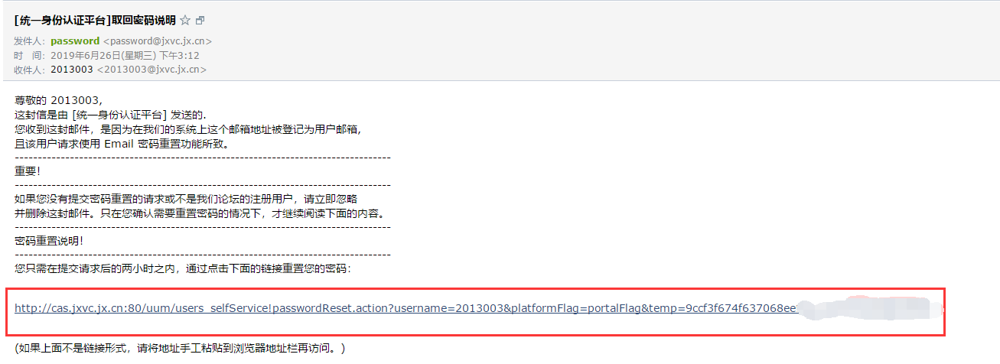 [统一身份认证平台]取回密码说明
发件人: password <password@jxvc.jx.cn>
时 间: 2019年6月26日(星期三) 下午3:12
收件人: 2013003 <2013003@jxvc.jx.cn>
尊敬的 2013003,
这封信是由 [统一身份认证平台] 发送的.
您收到这封邮件，是因为在我们的系统上这个邮箱地址被登记为用户邮箱,
且该用户请求使用 Email 密码重置功能所致。
----------------------------------------------------------------------------------
重要!
----------------------------------------------------------------------------------
如果您没有提交密码重置的请求或不是我们论坛的注册用户，请立即忽略
并删除这封邮件。只在您确认需要重置密码的情况下，才继续阅读下面的内容。
----------------------------------------------------------------------------------
密码重置说明!
----------------------------------------------------------------------------------
您只需在提交请求后的两小时之内，通过点击下面的链接重置您的密码:
http://cas.jxvc.jx.cn:80/uum/users_selfService!passwordReset.action?username=2013003&platformFlag=portalFlag&temp=9ccf3f674f637068ee
(如果上面不是链接形式，请将地址手工粘贴到浏览器地址栏再访问。)